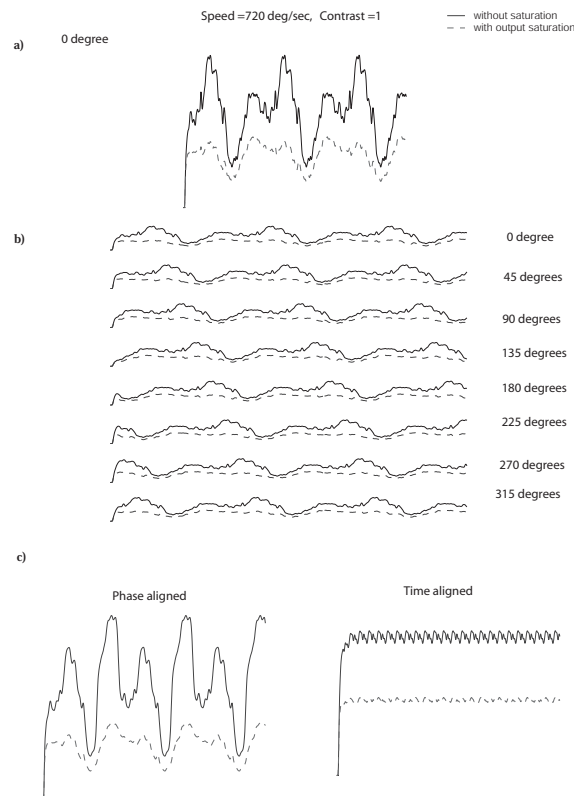 Speed =720 deg/sec, Contrast =1
without saturation
with output saturation
a)
0 degree
b)
0 degree
45 degrees
90 degrees
135 degrees
180 degrees
225 degrees
270 degrees
315 degrees
c)
Phase aligned
Time aligned